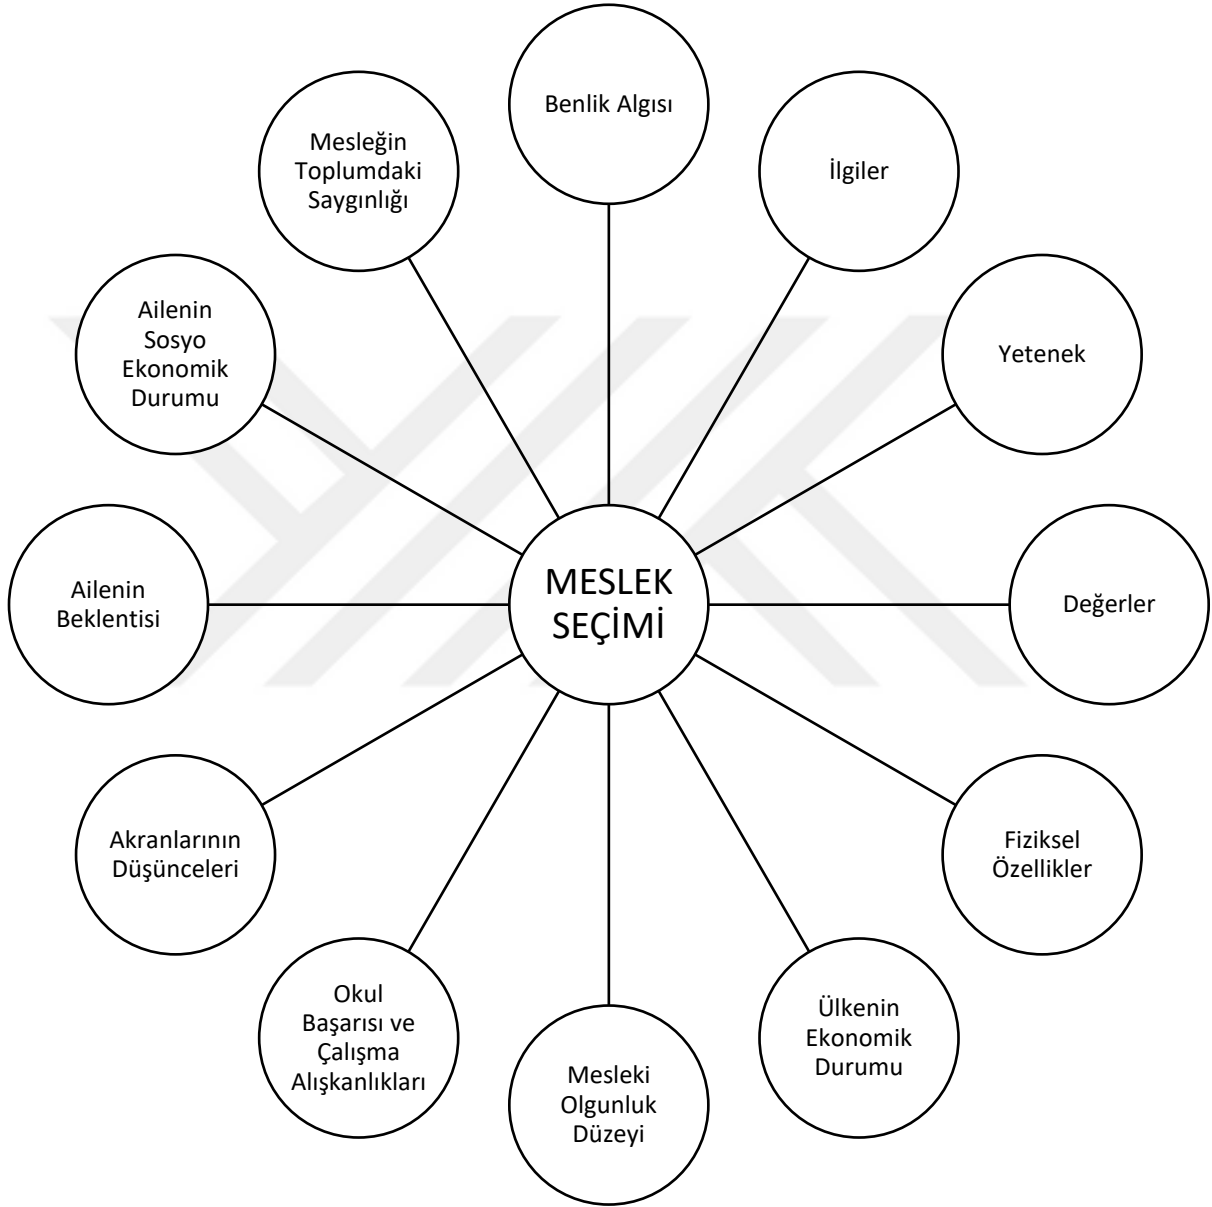 Benlik Algısı
İlgiler
Yetenek
Değerler
Fiziksel
Özellikler
Ülkenin
Ekonomik
Durumu
Mesleki
Olgunluk
Düzeyi
Okul
Başarısı ve
Çalışma
Alışkanlıkları
Akranlarının
Düşünceleri
Ailenin
Beklentisi
Ailenin
Sosyo
Ekonomik
Durumu
Mesleğin
Toplumdaki
Saygınlığı
MESLEK
SEÇİMİ